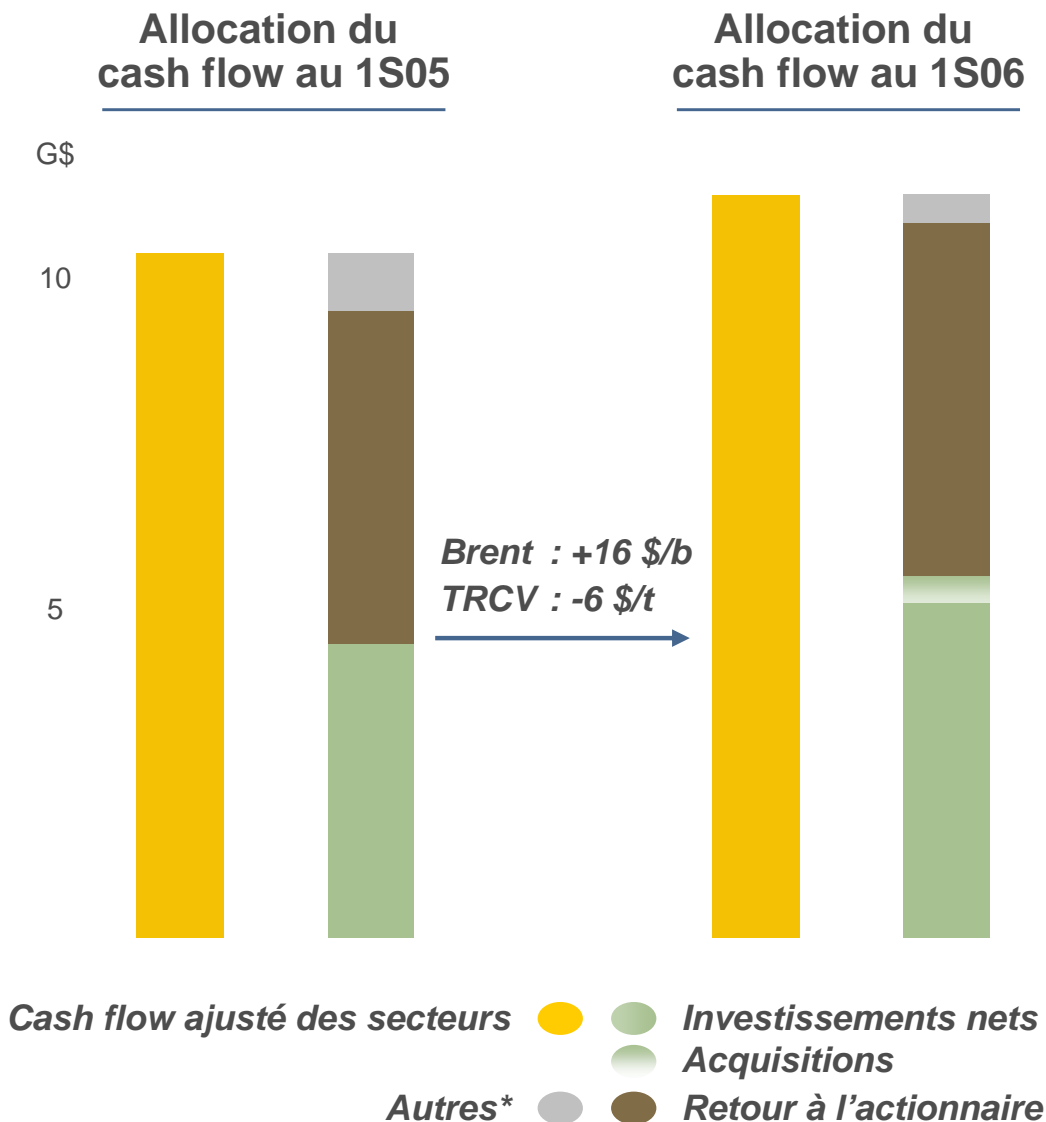 Allocation du
cash flow au 1S05
Allocation du
cash flow au 1S06
G$
10
5
Brent : +16 $/b
TRCV : -6 $/t
Cash flow ajusté des secteurs
Investissements nets
Acquisitions
Autres*
Retour à l’actionnaire